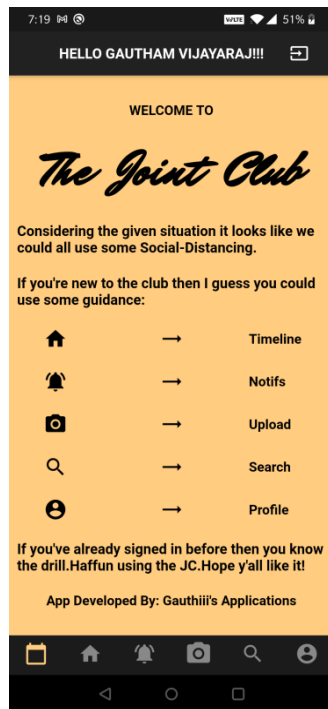 7:19 VoLTE 51%
HELLO GAUTHAM VIJAYARAJ!!!
WELCOME TO
The Joint Club
Considering the given situation it looks like we
could all use some Social-Distancing.
If you're new to the club then I guess you could
use some guidance:
→ Timeline
→ Notifs
→ Upload
→ Search
→ Profile
If you've already signed in before then you know
the drill.Haffun using the JC.Hope y'all like it!
App Developed By: Gauthiii's Applications